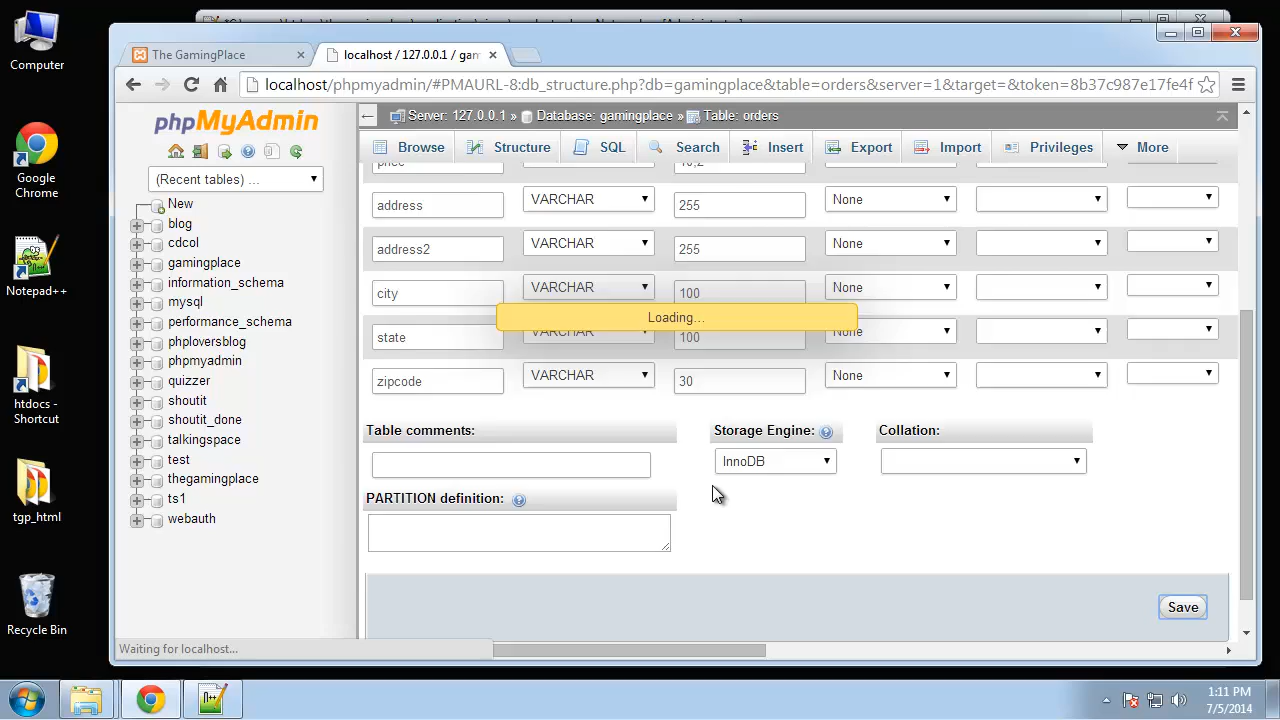 Computer
Google
Chrome
Notepad++
htdocs -
Shortcut
tgp_html
Recycle Bin
The GamingPlace
localhost / 127.0.0.1 / gam
localhost/phpmyadmin/#PMAURL-8:db_structure.php?db=gamingplace&table=orders&server=1&target=&token=8b37c987e17fe4f
phpMyAdmin
(Recent tables) ...
New
blog
cdcol
gamingplace
information_schema
mysql
performance_schema
phploversblog
phpmyadmin
quizzer
shoutit
shoutit_done
talkingspace
test
thegamingplace
ts1
webauth
Server: 127.0.0.1 » Database: gamingplace » Table: orders
Browse Structure SQL Search Insert Export Import Privileges More
price 10,2
address VARCHAR 255 None
address2 VARCHAR 255 None
city VARCHAR 100 None
Loading...
state VARCHAR 100 None
zipcode VARCHAR 30 None
Table comments: Storage Engine: Collation:
InnoDB
PARTITION definition:
Save
Waiting for localhost...
1:11 PM
7/5/2014